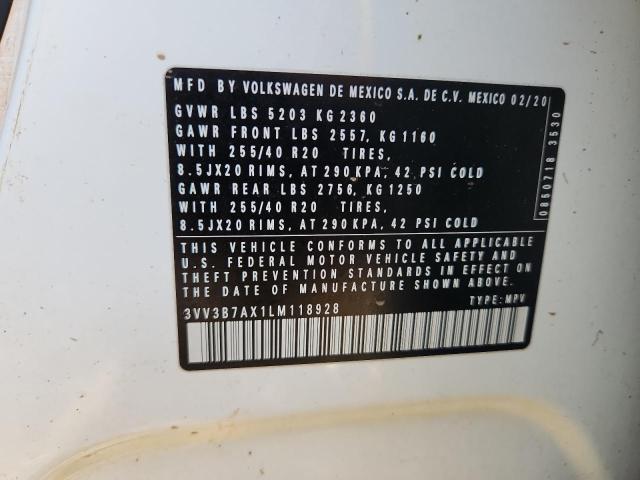 MFD BY VOLKSWAGEN DE MEXICO S.A. DE C.V. MEXICO 02/20
GVWR LBS 5203 KG 2360
GAWR FRONT LBS 2557, KG 1160
WITH 255/40 R20 TIRES,
8.5JX20 RIMS, AT 290 KPA, 42 PSI COLD
GAWR REAR LBS 2756, KG 1250
WITH 255/40 R20 TIRES,
8.5JX20 RIMS, AT 290 KPA, 42 PSI COLD
THIS VEHICLE CONFORMS TO ALL APPLICABLE
U.S. FEDERAL MOTOR VEHICLE SAFETY AND
THEFT PREVENTION STANDARDS IN EFFECT ON
THE DATE OF MANUFACTURE SHOWN ABOVE.
3VV3B7AX1LM118928 TYPE: MPV
0850718 3530